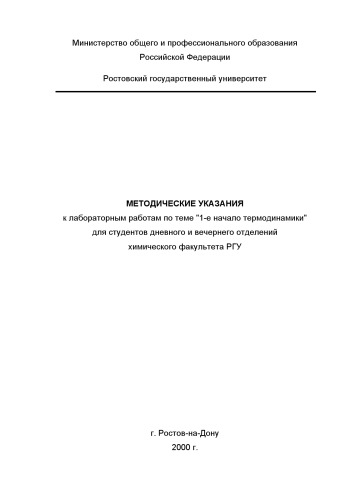 Министерство общего и профессионального образования
Российской Федерации
Ростовский государственный университет
МЕТОДИЧЕСКИЕ УКАЗАНИЯ
к лабораторным работам по теме "1-е начало термодинамики"
для студентов дневного и вечернего отделений
химического факультета РГУ
г. Ростов-на-Дону
2000 г.